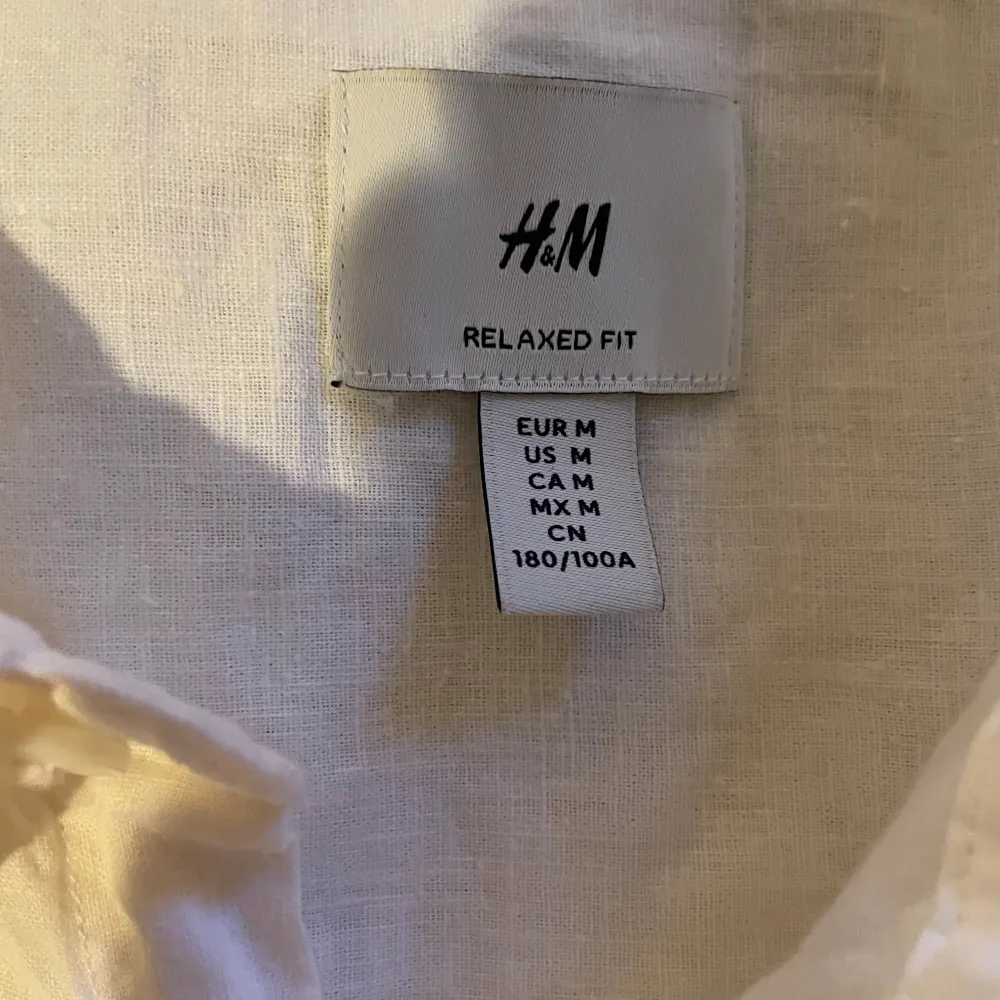 H&M
RELAXED FIT
EUR M
US M
CA M
MX M
CN
180/100A